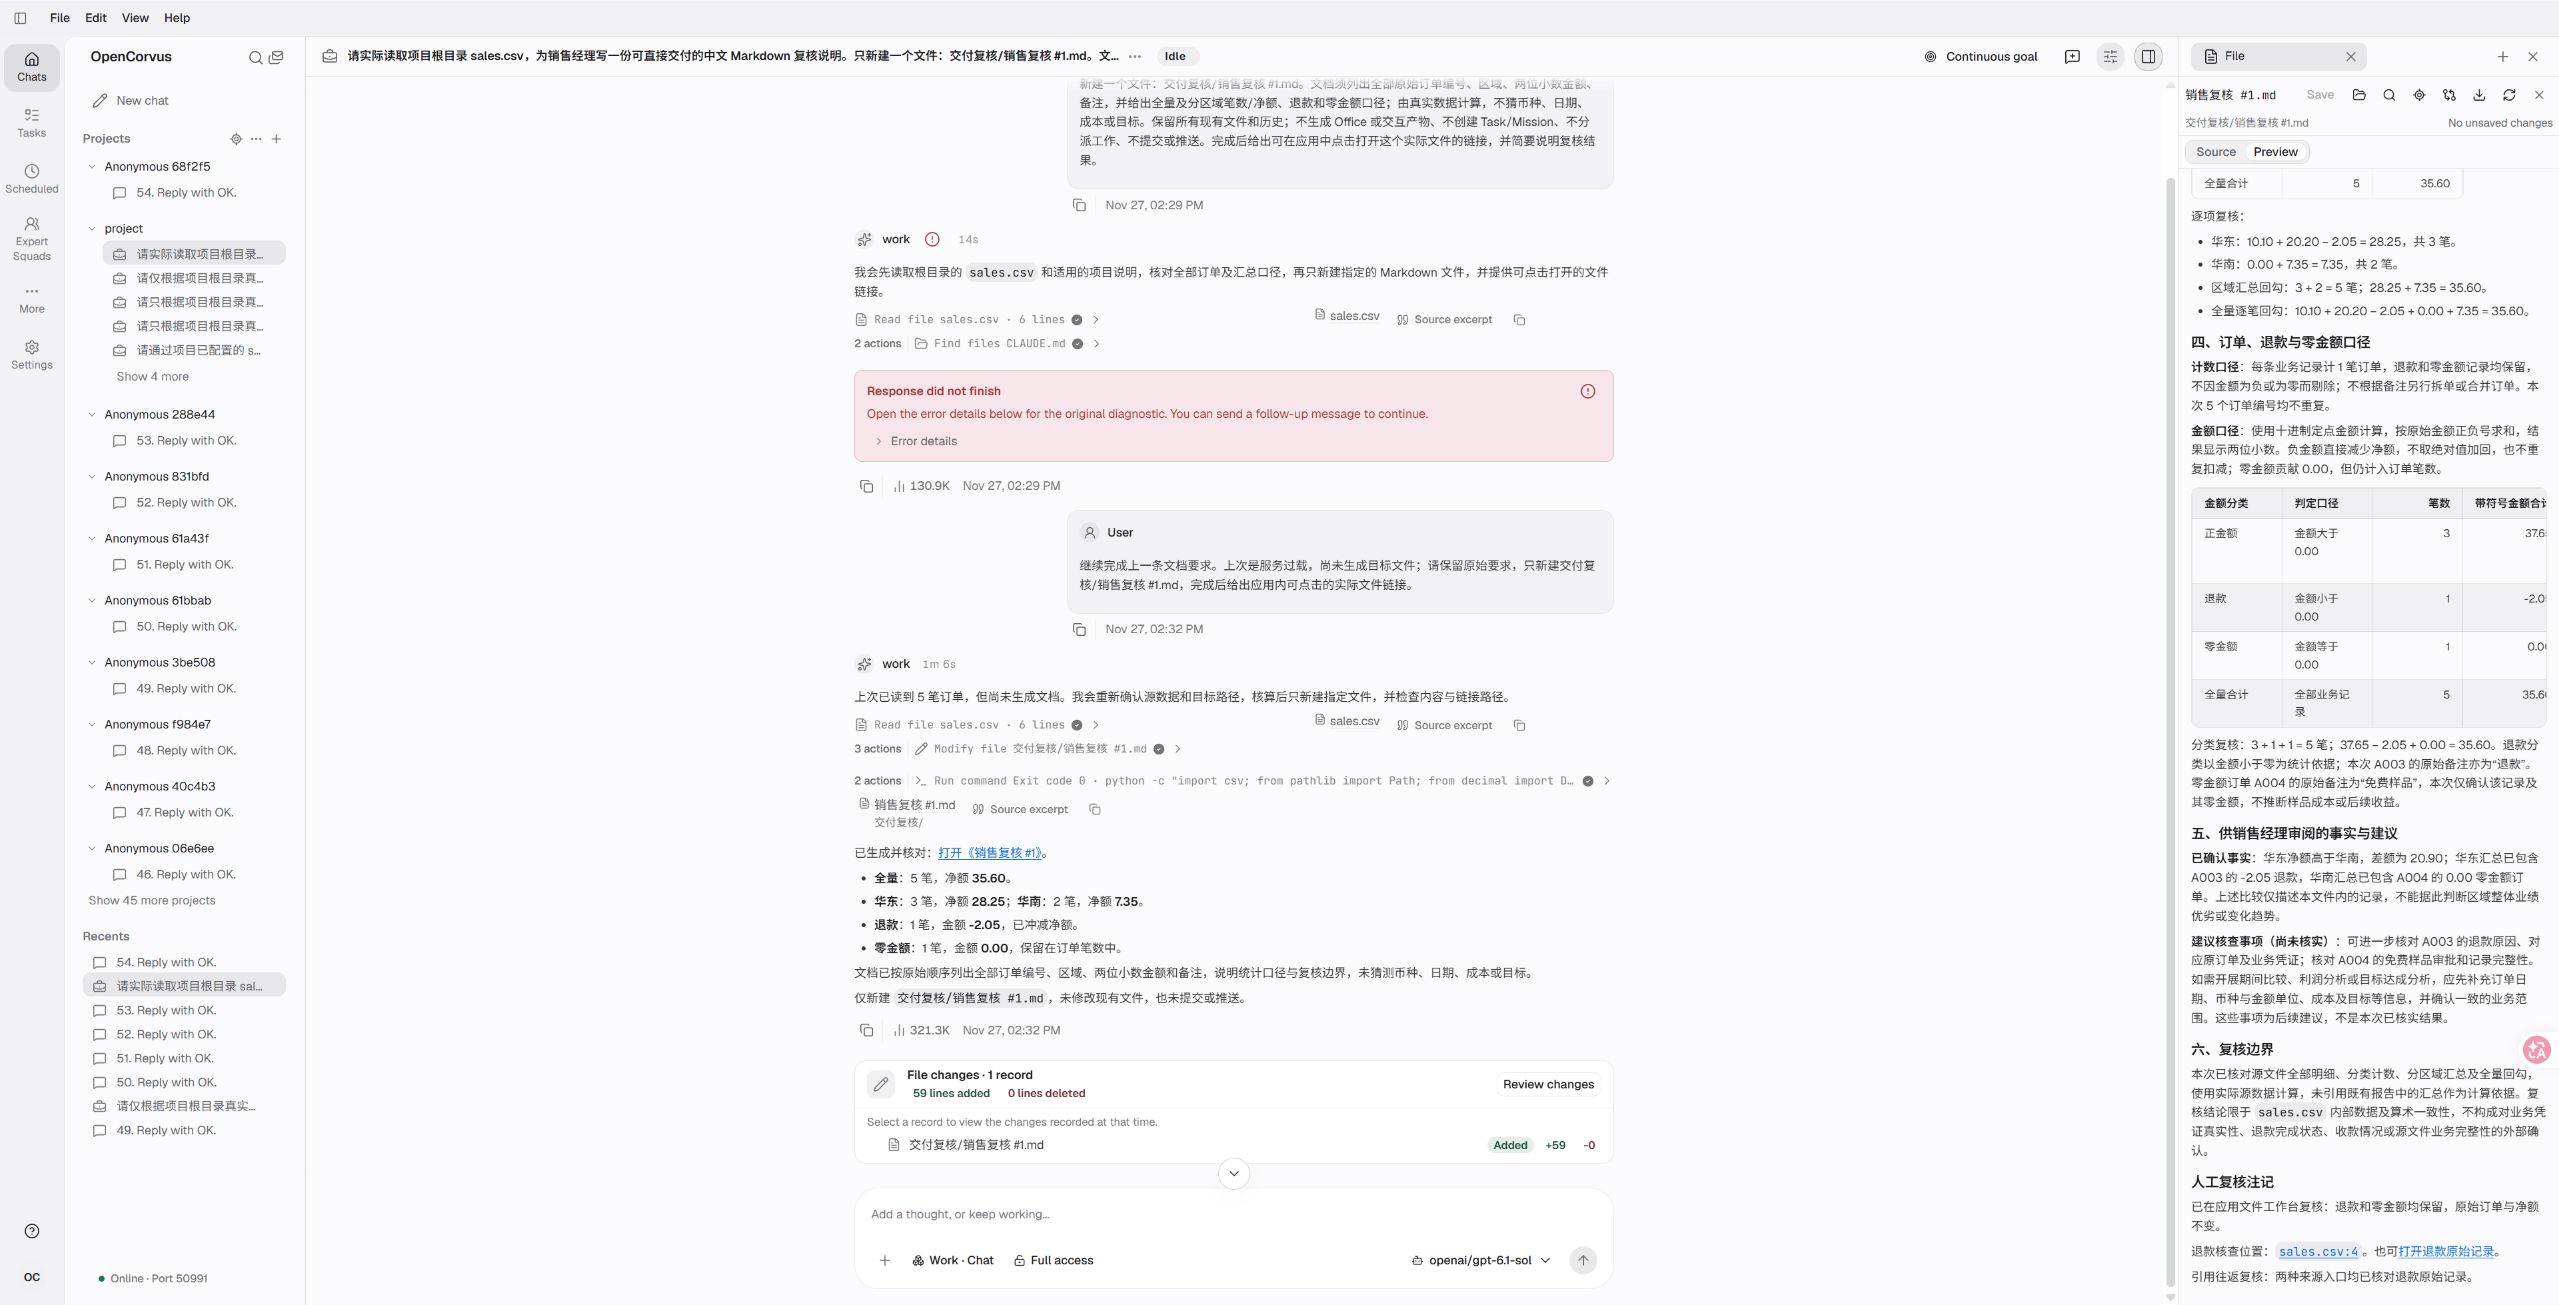 File Edit View Help
Chats
Tasks
Scheduled
Expert
Squads
More
Settings
OC
OpenCorvus
New chat
Projects
Anonymous 68f2f5
54. Reply with OK.
project
请实际读取项目根目录...
请仅根据项目根目录真...
请只根据项目根目录真...
请只根据项目根目录真...
请通过项目已配置的 s...
Show 4 more
Anonymous 288e44
53. Reply with OK.
Anonymous 831bfd
52. Reply with OK.
Anonymous 61a43f
51. Reply with OK.
Anonymous 61bbab
50. Reply with OK.
Anonymous 3be508
49. Reply with OK.
Anonymous f984e7
48. Reply with OK.
Anonymous 40c4b3
47. Reply with OK.
Anonymous 06e6ee
46. Reply with OK.
Show 45 more projects
Recents
54. Reply with OK.
请实际读取项目根目录 sal...
53. Reply with OK.
52. Reply with OK.
51. Reply with OK.
50. Reply with OK.
请仅根据项目根目录真实...
49. Reply with OK.
Online · Port 50991
请实际读取项目根目录 sales.csv，为销售经理写一份可直接交付的中文 Markdown 复核说明。只新建一个文件：交付复核/销售复核 #1.md。文... ··· Idle
Continuous goal
新建一个文件：交付复核/销售复核 #1.md。文档须列出全部原始订单编号、区域、两位小数金额、
备注，并给出全量及分区域笔数/净额、退款和零金额口径；由真实数据计算，不猜币种、日期、
成本或目标。保留所有现有文件和历史；不生成 Office 或交互产物、不创建 Task/Mission、不分
派工作、不提交或推送。完成后给出可在应用中点击打开这个实际文件的链接，并简要说明复核结
果。
Nov 27, 02:29 PM
work 14s
我会先读取根目录的 sales.csv 和适用的项目说明，核对全部订单及汇总口径，再只新建指定的 Markdown 文件，并提供可点击打开的文件
链接。
Read file sales.csv · 6 lines sales.csv Source excerpt
2 actions Find files CLAUDE.md
Response did not finish
Open the error details below for the original diagnostic. You can send a follow-up message to continue.
Error details
130.9K Nov 27, 02:29 PM
User
继续完成上一条文档要求。上次是服务过载，尚未生成目标文件；请保留原始要求，只新建交付复
核/销售复核 #1.md，完成后给出应用内可点击的实际文件链接。
Nov 27, 02:32 PM
work 1m 6s
上次已读到 5 笔订单，但尚未生成文档。我会重新确认源数据和目标路径，核算后只新建指定文件，并检查内容与链接路径。
Read file sales.csv · 6 lines sales.csv Source excerpt
3 actions Modify file 交付复核/销售复核 #1.md
2 actions Run command Exit code 0 · python -c "import csv; from pathlib import Path; from decimal import D...
销售复核 #1.md Source excerpt
交付复核/
已生成并核对：打开《销售复核 #1》。
• 全量：5 笔，净额 35.60。
• 华东：3 笔，净额 28.25；华南：2 笔，净额 7.35。
• 退款：1 笔，金额 -2.05，已冲减净额。
• 零金额：1 笔，金额 0.00，保留在订单笔数中。
文档已按原始顺序列出全部订单编号、区域、两位小数金额和备注，说明统计口径与复核边界，未猜测币种、日期、成本或目标。
仅新建 交付复核/销售复核 #1.md，未修改现有文件，也未提交或推送。
321.3K Nov 27, 02:32 PM
File changes · 1 record
59 lines added 0 lines deleted
Review changes
Select a record to view the changes recorded at that time.
交付复核/销售复核 #1.md Added +59 -0
Add a thought, or keep working...
Work · Chat Full access openai/gpt-6.1-sol
File
销售复核 #1.md Save
交付复核/销售复核 #1.md No unsaved changes
Source Preview
全量合计 5 35.60
逐项复核：
• 华东：10.10 + 20.20 − 2.05 = 28.25，共 3 笔。
• 华南：0.00 + 7.35 = 7.35，共 2 笔。
• 区域汇总回勾：3 + 2 = 5 笔；28.25 + 7.35 = 35.60。
• 全量逐笔回勾：10.10 + 20.20 − 2.05 + 0.00 + 7.35 = 35.60。
四、订单、退款与零金额口径
计数口径：每条业务记录计 1 笔订单，退款和零金额记录均保留，
不因金额为负或为零而剔除；不根据备注另行拆单或合并订单。本
次 5 个订单编号均不重复。
金额口径：使用十进制定点金额计算，按原始金额正负号求和，结
果显示两位小数。负金额直接减少净额，不取绝对值加回，也不重
复扣减；零金额贡献 0.00，但仍计入订单笔数。
金额分类 判定口径 笔数 带符号金额合计
正金额 金额大于 3 37.6
0.00
退款 金额小于 1 -2.0
0.00
零金额 金额等于 1 0.0
0.00
全量合计 全部业务记 5 35.6
录
分类复核：3 + 1 + 1 = 5 笔；37.65 − 2.05 + 0.00 = 35.60。退款分
类以金额小于零为统计依据；本次 A003 的原始备注亦为“退款”。
零金额订单 A004 的原始备注为“免费样品”，本次仅确认该记录及
其零金额，不推断样品成本或后续收益。
五、供销售经理审阅的事实与建议
已确认事实：华东净额高于华南，差额为 20.90；华东汇总已包含
A003 的 -2.05 退款，华南汇总已包含 A004 的 0.00 零金额订
单。上述比较仅描述本文件内的记录，不能据此判断区域整体业绩
优劣或变化趋势。
建议核查事项（尚未核实）：可进一步核对 A003 的退款原因、对
应原订单及业务凭证；核对 A004 的免费样品审批和记录完整性。
如需开展期间比较、利润分析或目标达成分析，应先补充订单日
期、币种与金额单位、成本及目标等信息，并确认一致的业务范
围。这些事项为后续建议，不是本次已核实结果。
六、复核边界
本次已核对源文件全部明细、分类计数、分区域汇总及全量回勾，
使用实际源数据计算，未引用既有报告中的汇总作为计算依据。复
核结论限于 sales.csv 内部数据及算术一致性，不构成对业务凭
证真实性、退款完成状态、收款情况或源文件业务完整性的外部确
认。
人工复核注记
已在应用文件工作台复核：退款和零金额均保留，原始订单与净额
不变。
退款核查位置：sales.csv:4。也可打开退款原始记录。
引用往返复核：两种来源入口均已核对退款原始记录。